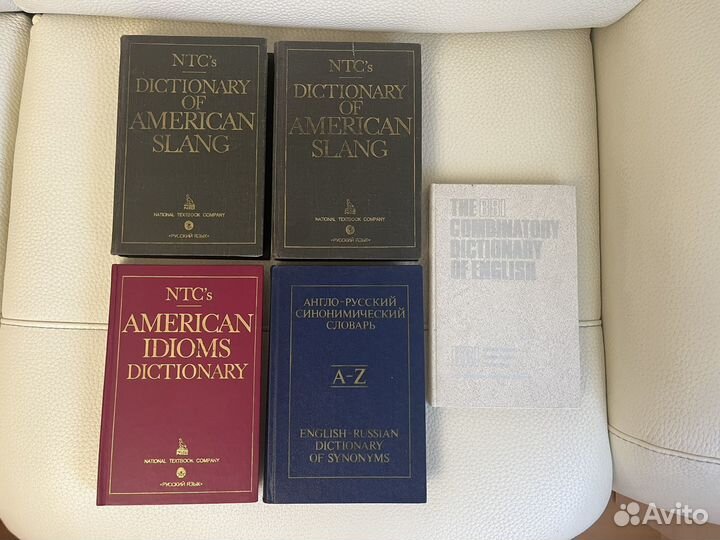 NTC's
DICTIONARY
OF
AMERICAN
SLANG
NATIONAL TEXTBOOK COMPANY
«РУССКИЙ ЯЗЫК»
NTC's
DICTIONARY
OF
AMERICAN
SLANG
NATIONAL TEXTBOOK COMPANY
«РУССКИЙ ЯЗЫК»
THE BBI
COMBINATORY
DICTIONARY
OF ENGLISH
NTC's
AMERICAN
IDIOMS
DICTIONARY
NATIONAL TEXTBOOK COMPANY
«РУССКИЙ ЯЗЫК»
АНГЛО-РУССКИЙ
СИНОНИМИЧЕСКИЙ
СЛОВАРЬ
A-Z
ENGLISH-RUSSIAN
DICTIONARY
OF SYNONYMS
Avito